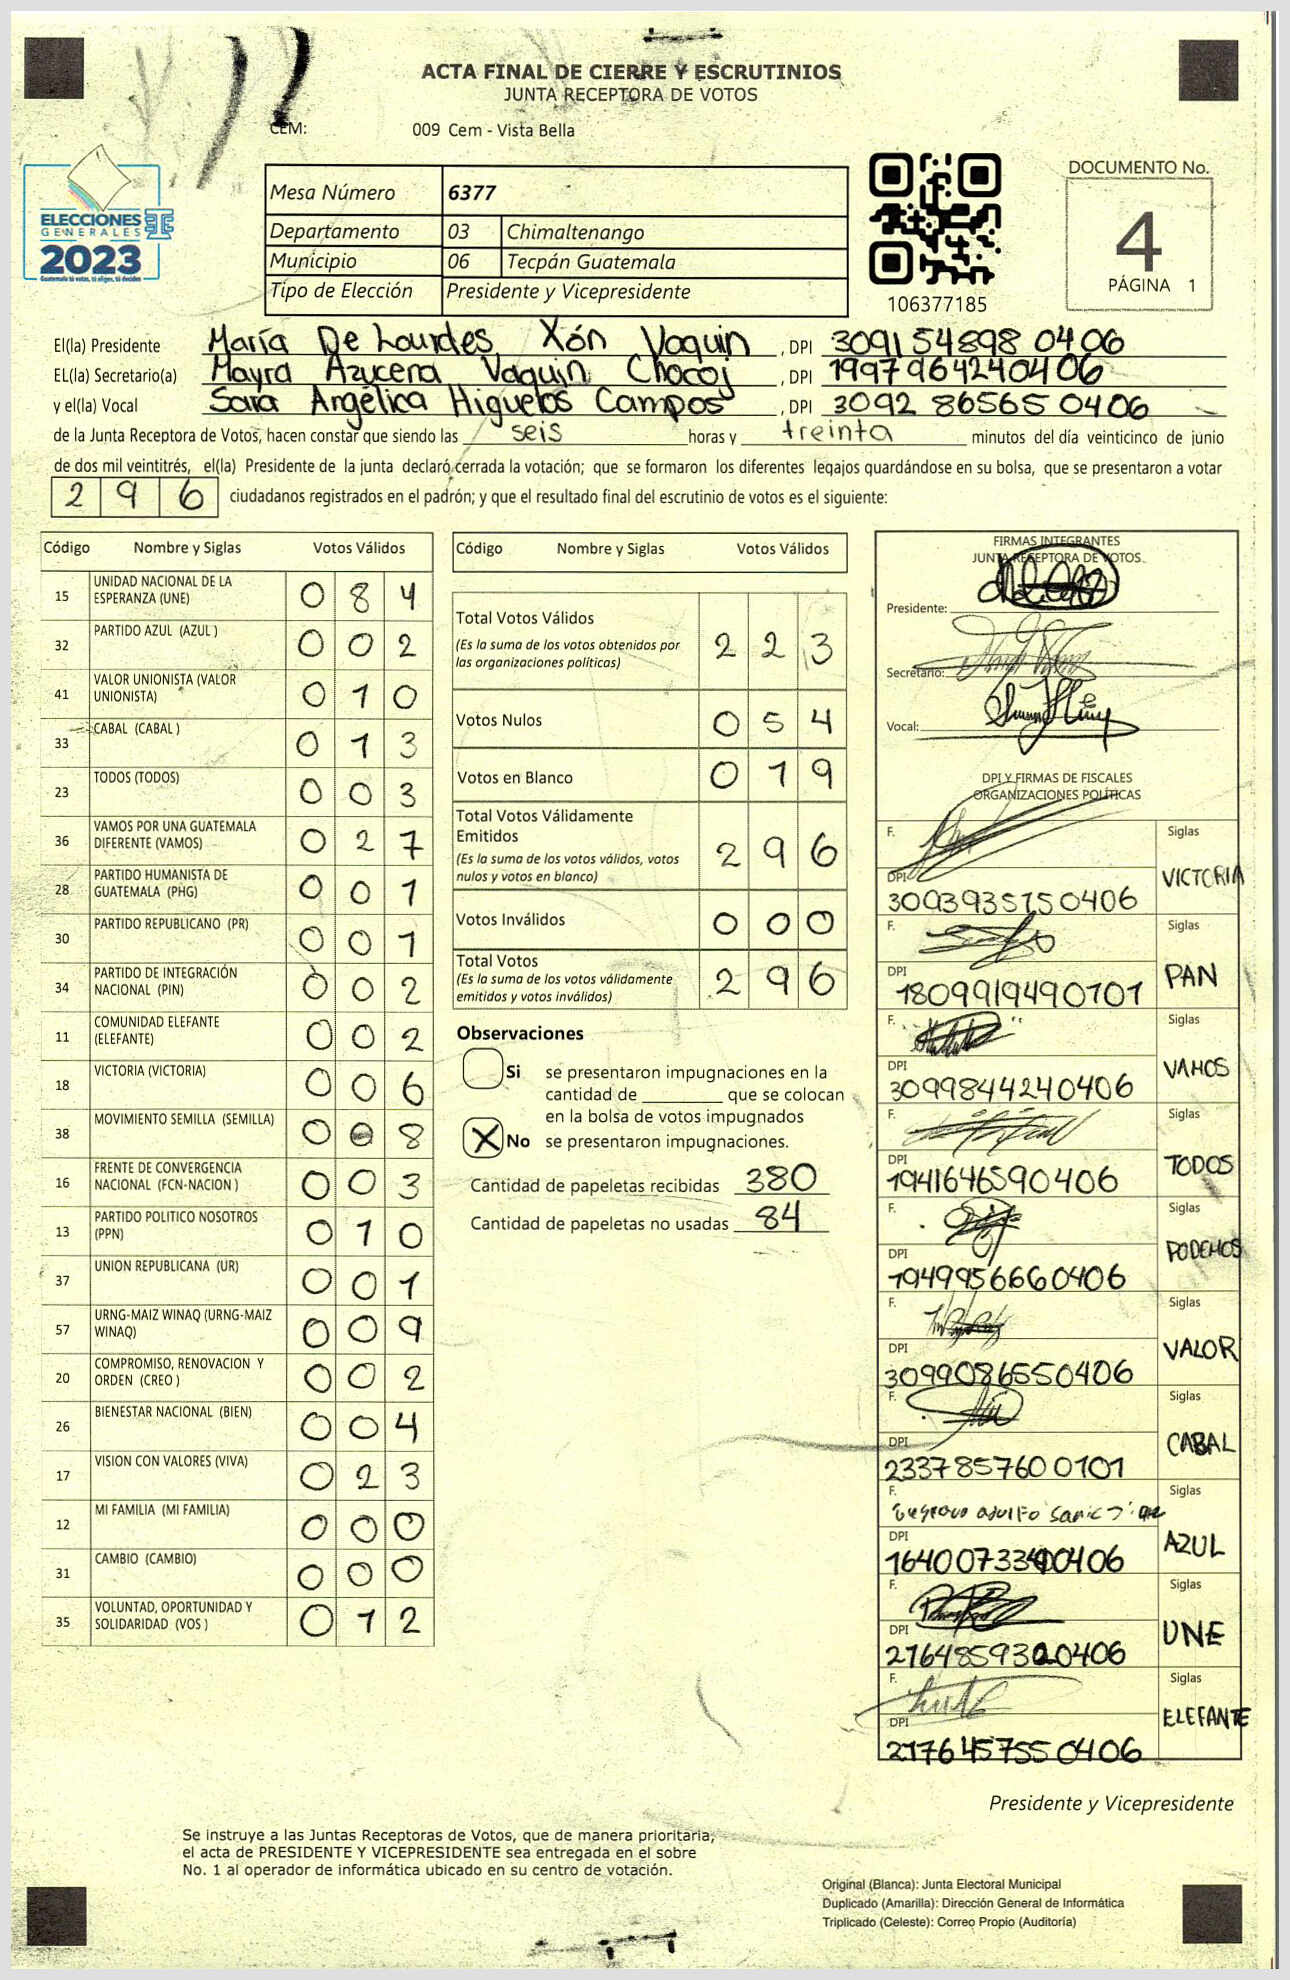 ACTA FINAL DE CIERRE Y ESCRUTINIOS
JUNTA RECEPTORA DE VOTOS
CEM: 009 Cem - Vista Bella
ELECCIONES
GENERALES
2023
Guatemala tú votas, tú eliges, tú decides
Mesa Número 6377
Departamento 03 Chimaltenango
Municipio 06 Tecpán Guatemala
Tipo de Elección Presidente y Vicepresidente
106377185
DOCUMENTO No.
4
PÁGINA 1
El(la) Presidente María De Lourdes Xón Vaquin , DPI 309154898 0406
EL(la) Secretario(a) Mayra Azucena Vaquin Chocoj , DPI 1997964240406
y el(la) Vocal Sara Angélica Higueros Campos , DPI 3092 86565 0406
de la Junta Receptora de Votos, hacen constar que siendo las seis horas y treinta minutos del día veinticinco de junio
de dos mil veintitrés, el(la) Presidente de la junta declaró cerrada la votación; que se formaron los diferentes legajos guardándose en su bolsa, que se presentaron a votar
296 ciudadanos registrados en el padrón; y que el resultado final del escrutinio de votos es el siguiente:
Código Nombre y Siglas Votos Válidos
15 UNIDAD NACIONAL DE LA ESPERANZA (UNE) 0 8 4
32 PARTIDO AZUL (AZUL ) 0 0 2
41 VALOR UNIONISTA (VALOR UNIONISTA) 0 1 0
33 CABAL (CABAL ) 0 1 3
23 TODOS (TODOS) 0 0 3
36 VAMOS POR UNA GUATEMALA DIFERENTE (VAMOS) 0 2 7
28 PARTIDO HUMANISTA DE GUATEMALA (PHG) 0 0 1
30 PARTIDO REPUBLICANO (PR) 0 0 1
34 PARTIDO DE INTEGRACIÓN NACIONAL (PIN) 0 0 2
11 COMUNIDAD ELEFANTE (ELEFANTE) 0 0 2
18 VICTORIA (VICTORIA) 0 0 6
38 MOVIMIENTO SEMILLA (SEMILLA) 0 0 8
16 FRENTE DE CONVERGENCIA NACIONAL (FCN-NACION ) 0 0 3
13 PARTIDO POLITICO NOSOTROS (PPN) 0 1 0
37 UNION REPUBLICANA (UR) 0 0 1
57 URNG-MAIZ WINAQ (URNG-MAIZ WINAQ) 0 0 9
20 COMPROMISO, RENOVACION Y ORDEN (CREO ) 0 0 2
26 BIENESTAR NACIONAL (BIEN) 0 0 4
17 VISION CON VALORES (VIVA) 0 2 3
12 MI FAMILIA (MI FAMILIA) 0 0 0
31 CAMBIO (CAMBIO) 0 0 0
35 VOLUNTAD, OPORTUNIDAD Y SOLIDARIDAD (VOS ) 0 1 2
Código Nombre y Siglas Votos Válidos
Total Votos Válidos 2 2 3
(Es la suma de los votos obtenidos por
las organizaciones políticas)
Votos Nulos 0 5 4
Votos en Blanco 0 1 9
Total Votos Válidamente
Emitidos 2 9 6
(Es la suma de los votos válidos, votos
nulos y votos en blanco)
Votos Inválidos 0 0 0
Total Votos 2 9 6
(Es la suma de los votos válidamente
emitidos y votos inválidos)
Observaciones
Si se presentaron impugnaciones en la
cantidad de ________ que se colocan
en la bolsa de votos impugnados
X No se presentaron impugnaciones.
Cantidad de papeletas recibidas 380
Cantidad de papeletas no usadas 84
FIRMAS INTEGRANTES
JUNTA RECEPTORA DE VOTOS
Presidente:
Secretario:
Vocal:
DPI Y FIRMAS DE FISCALES
ORGANIZACIONES POLÍTICAS
F. Siglas
DPI VICTORIA
3093935750406
F. Siglas
DPI PAN
1809919490101
F. Siglas
DPI VAMOS
3099844240406
F. Siglas
DPI TODOS
1941646590406
F. Siglas
DPI PODEMOS
1949956660406
F. Siglas
DPI VALOR
3099086550406
F. Siglas
DPI CABAL
2337857600101
F. Siglas
DPI AZUL
F. Siglas
DPI UNE
F. Siglas
DPI ELEFANTE
2176457550406
Presidente y Vicepresidente
Se instruye a las Juntas Receptoras de Votos, que de manera prioritaria,
el acta de PRESIDENTE Y VICEPRESIDENTE sea entregada en el sobre
No. 1 al operador de informática ubicado en su centro de votación.
Original (Blanca): Junta Electoral Municipal
Duplicado (Amarilla): Dirección General de Informática
Triplicado (Celeste): Correo Propio (Auditoría)